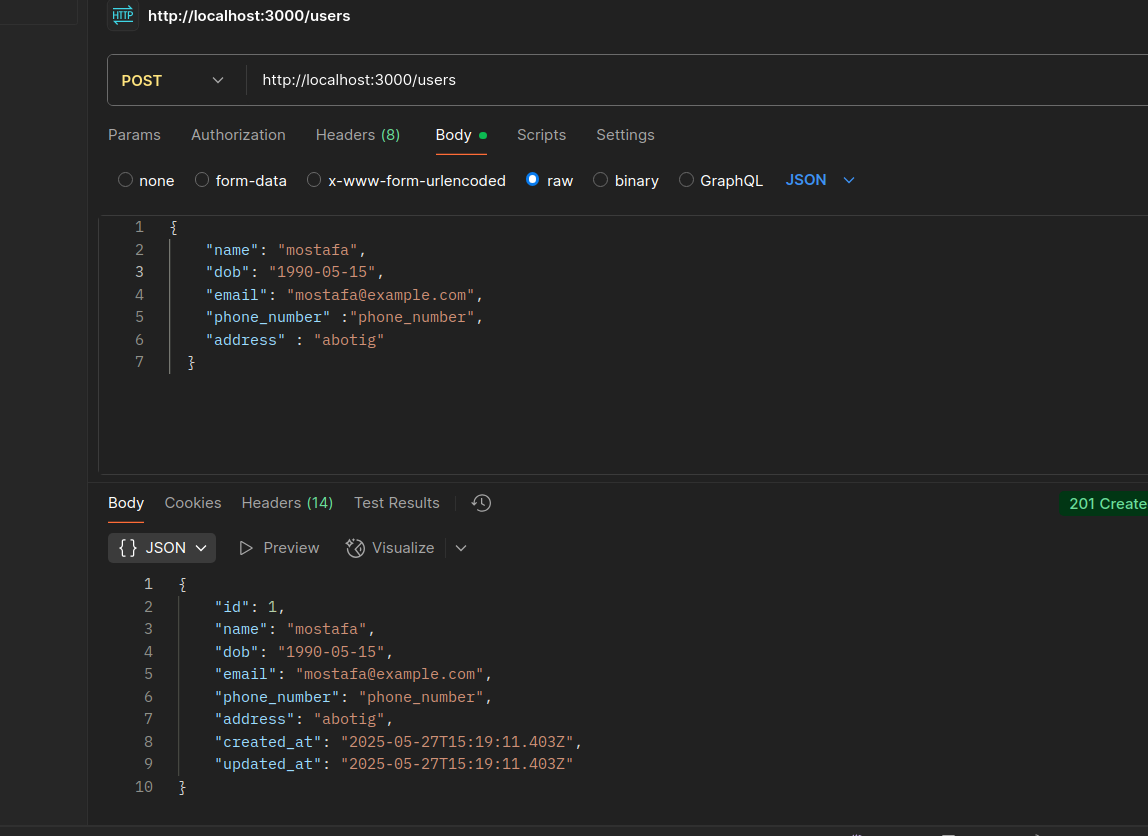 HTTP http://localhost:3000/users
POST http://localhost:3000/users
Params Authorization Headers (8) Body Scripts Settings
none form-data x-www-form-urlencoded raw binary GraphQL JSON
1 {
2 "name": "mostafa",
3 "dob": "1990-05-15",
4 "email": "mostafa@example.com",
5 "phone_number" :"phone_number",
6 "address" : "abotig"
7 }
Body Cookies Headers (14) Test Results 201 Create
{} JSON Preview Visualize
1 {
2 "id": 1,
3 "name": "mostafa",
4 "dob": "1990-05-15",
5 "email": "mostafa@example.com",
6 "phone_number": "phone_number",
7 "address": "abotig",
8 "created_at": "2025-05-27T15:19:11.403Z",
9 "updated_at": "2025-05-27T15:19:11.403Z"
10 }